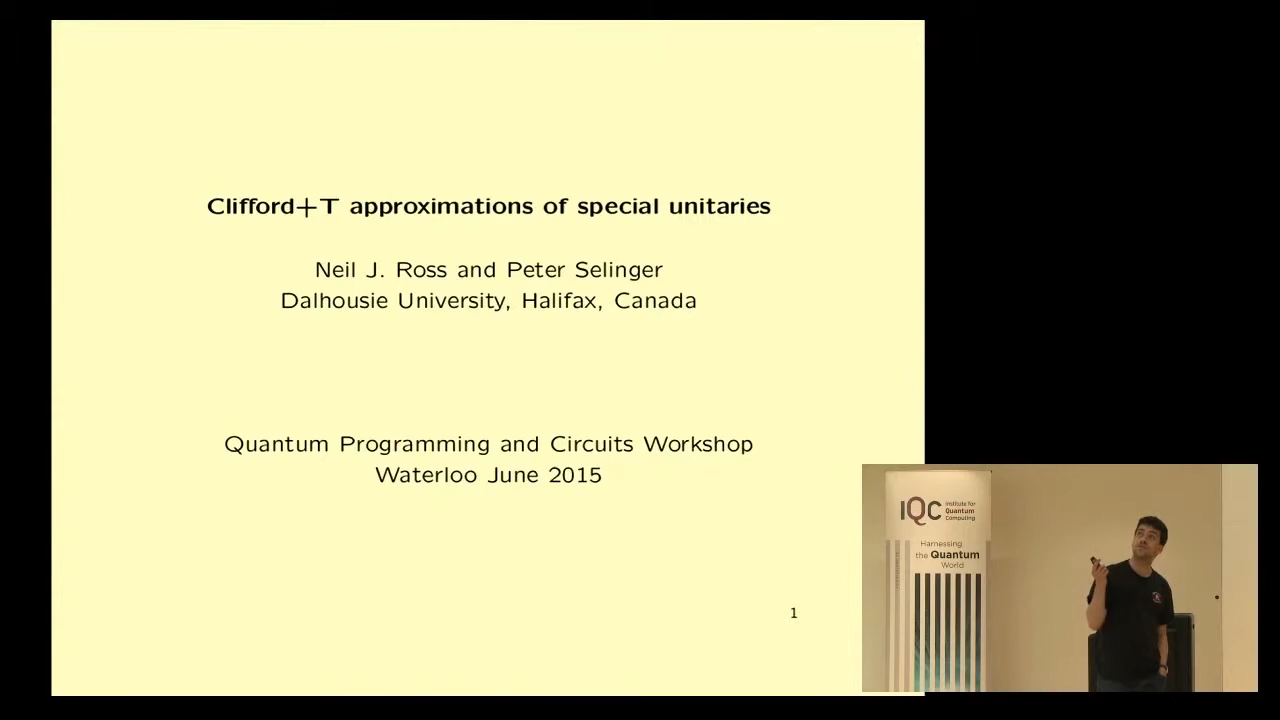 Clifford+T approximations of special unitaries
Neil J. Ross and Peter Selinger
Dalhousie University, Halifax, Canada
Quantum Programming and Circuits Workshop
Waterloo June 2015
1
IQC
Institute for
Quantum
Computing
Harnessing
the Quantum
World